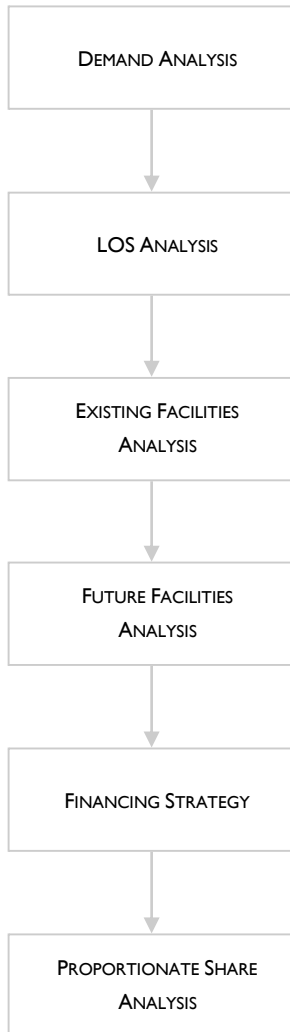 DEMAND ANALYSIS
LOS ANALYSIS
EXISTING FACILITIES
ANALYSIS
FUTURE FACILITIES
ANALYSIS
FINANCING STRATEGY
PROPORTIONATE SHARE
ANALYSIS